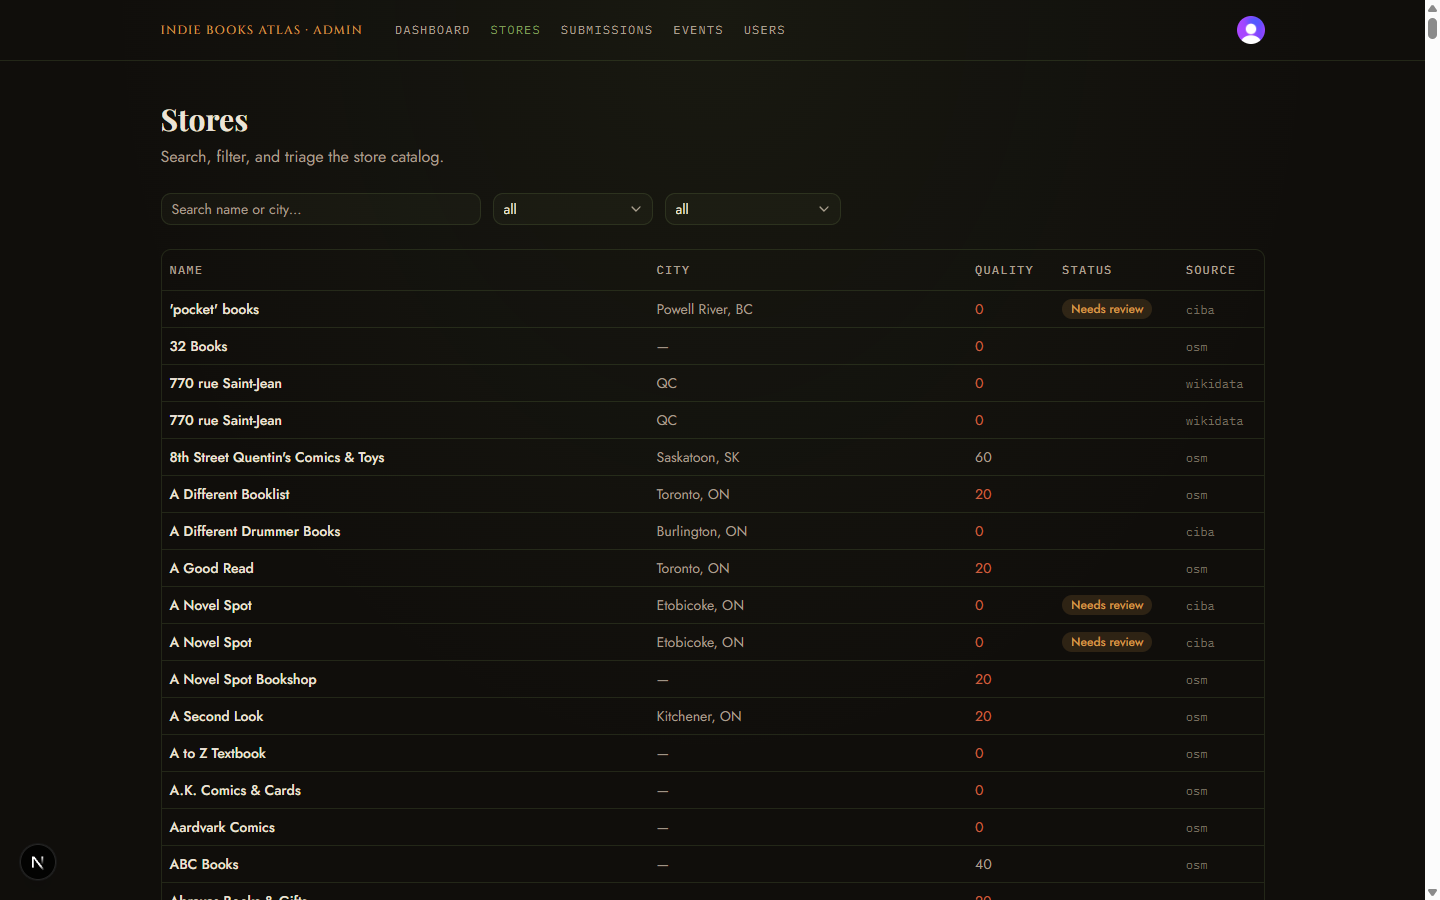 INDIE BOOKS ATLAS · ADMIN DASHBOARD STORES SUBMISSIONS EVENTS USERS
Stores
Search, filter, and triage the store catalog.
Search name or city... all all
NAME CITY QUALITY STATUS SOURCE
'pocket' books Powell River, BC 0 Needs review ciba
32 Books — 0 osm
770 rue Saint-Jean QC 0 wikidata
770 rue Saint-Jean QC 0 wikidata
8th Street Quentin's Comics & Toys Saskatoon, SK 60 osm
A Different Booklist Toronto, ON 20 osm
A Different Drummer Books Burlington, ON 0 ciba
A Good Read Toronto, ON 20 osm
A Novel Spot Etobicoke, ON 0 Needs review ciba
A Novel Spot Etobicoke, ON 0 Needs review ciba
A Novel Spot Bookshop — 20 osm
A Second Look Kitchener, ON 20 osm
A to Z Textbook — 0 osm
A.K. Comics & Cards — 0 osm
Aardvark Comics — 0 osm
ABC Books — 40 osm
N